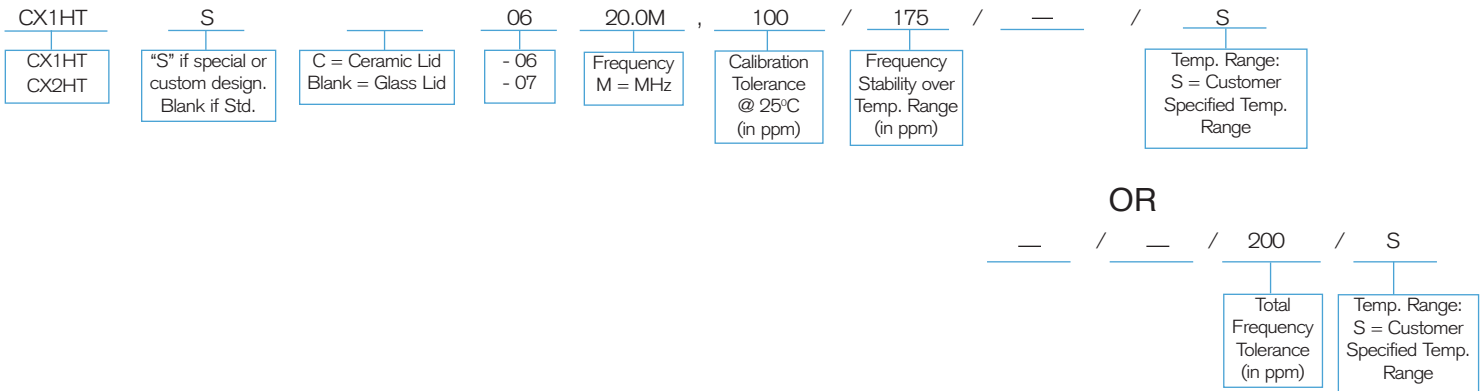 CX1HT S 06 20.0M , 100 / 175 / — / S
CX1HT
CX2HT
“S” if special or
custom design.
Blank if Std.
C = Ceramic Lid
Blank = Glass Lid
- 06
- 07
Frequency
M = MHz
Calibration
Tolerance
@ 25⁰C
(in ppm)
Frequency
Stability over
Temp. Range
(in ppm)
Temp. Range:
S = Customer
Specified Temp.
Range
OR
— / — / 200 / S
Total
Frequency
Tolerance
(in ppm)
Temp. Range:
S = Customer
Specified Temp.
Range